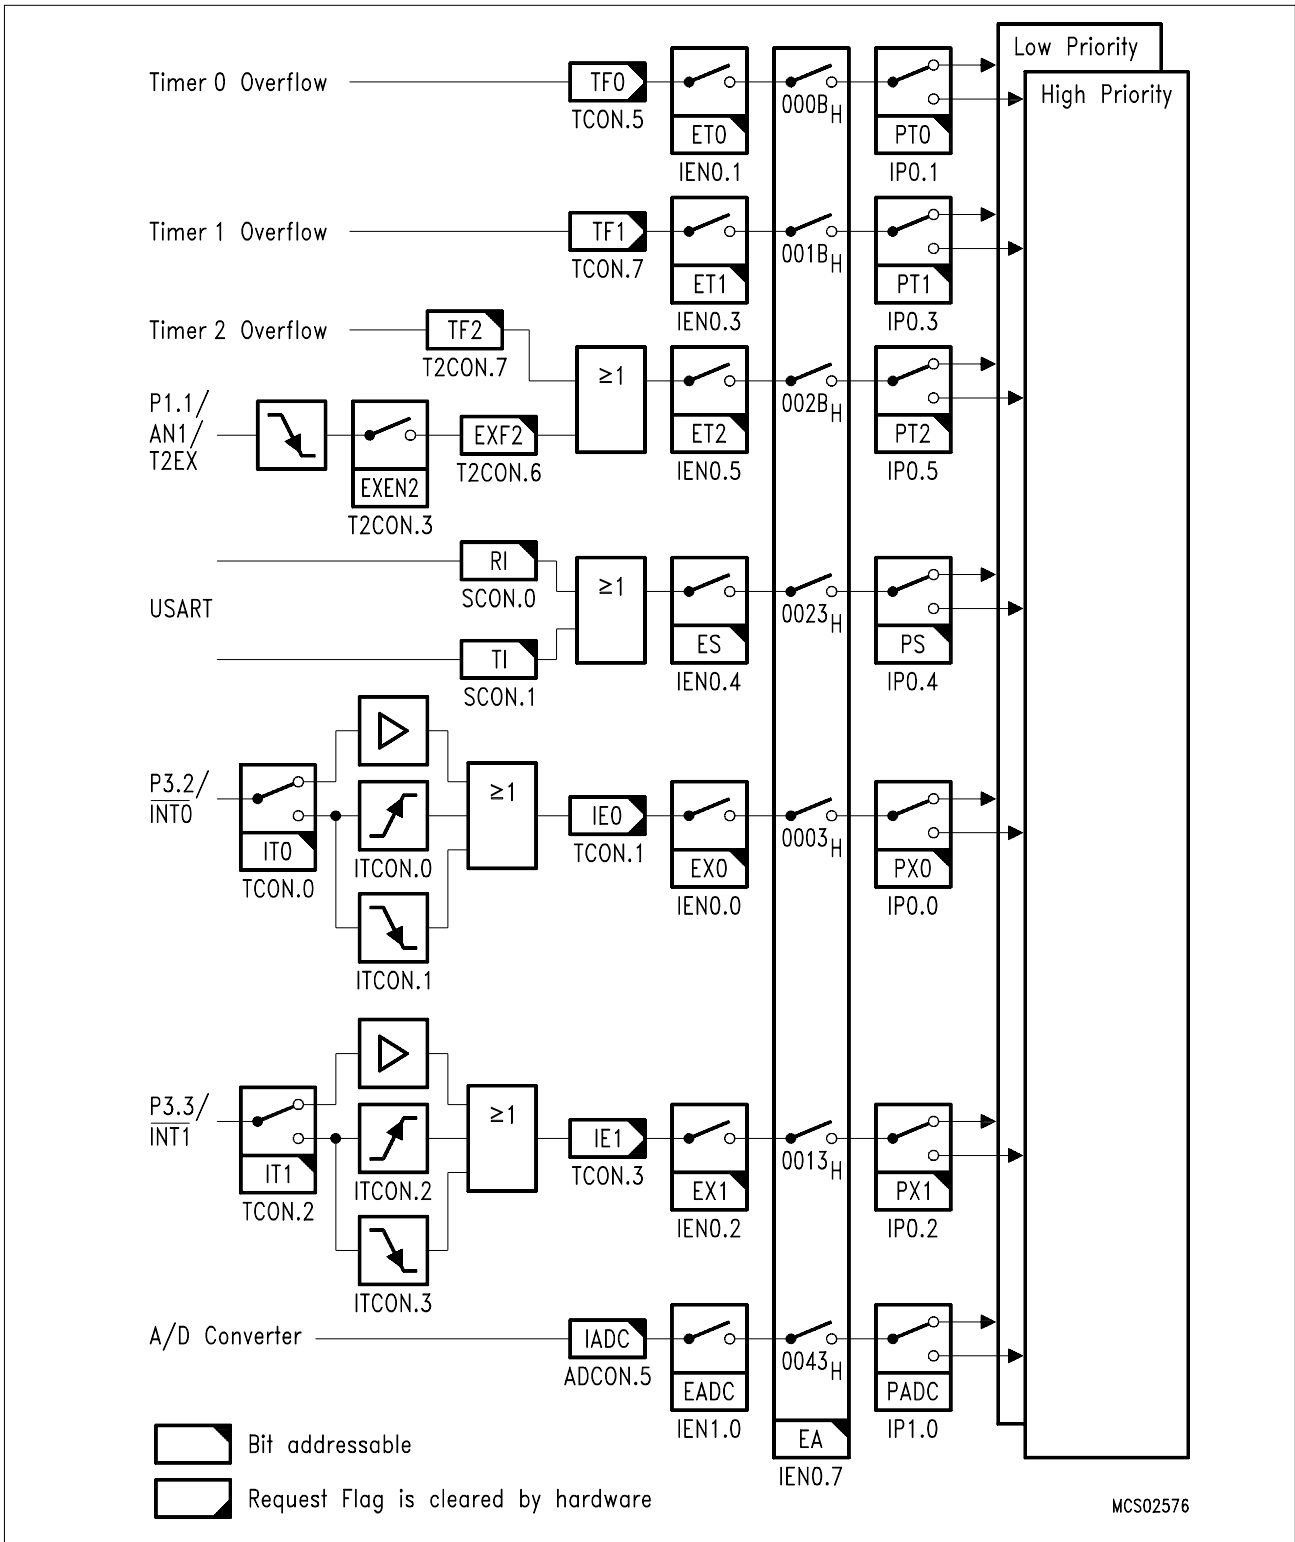 Low Priority
High Priority
Timer 0 Overflow
TF0
TCON.5
ET0
IEN0.1
000BH
PT0
IP0.1
Timer 1 Overflow
TF1
TCON.7
ET1
IEN0.3
001BH
PT1
IP0.3
Timer 2 Overflow
TF2
T2CON.7
P1.1/
AN1/
T2EX
EXEN2
T2CON.3
EXF2
T2CON.6
≥1
ET2
IEN0.5
002BH
PT2
IP0.5
USART
RI
SCON.0
TI
SCON.1
≥1
ES
IEN0.4
0023H
PS
IP0.4
P3.2/
INT0
IT0
TCON.0
ITCON.0
ITCON.1
≥1
IE0
TCON.1
EX0
IEN0.0
0003H
PX0
IP0.0
P3.3/
INT1
IT1
TCON.2
ITCON.2
ITCON.3
≥1
IE1
TCON.3
EX1
IEN0.2
0013H
PX1
IP0.2
A/D Converter
IADC
ADCON.5
EADC
IEN1.0
0043H
PADC
IP1.0
EA
IEN0.7
Bit addressable
Request Flag is cleared by hardware
MCS02576